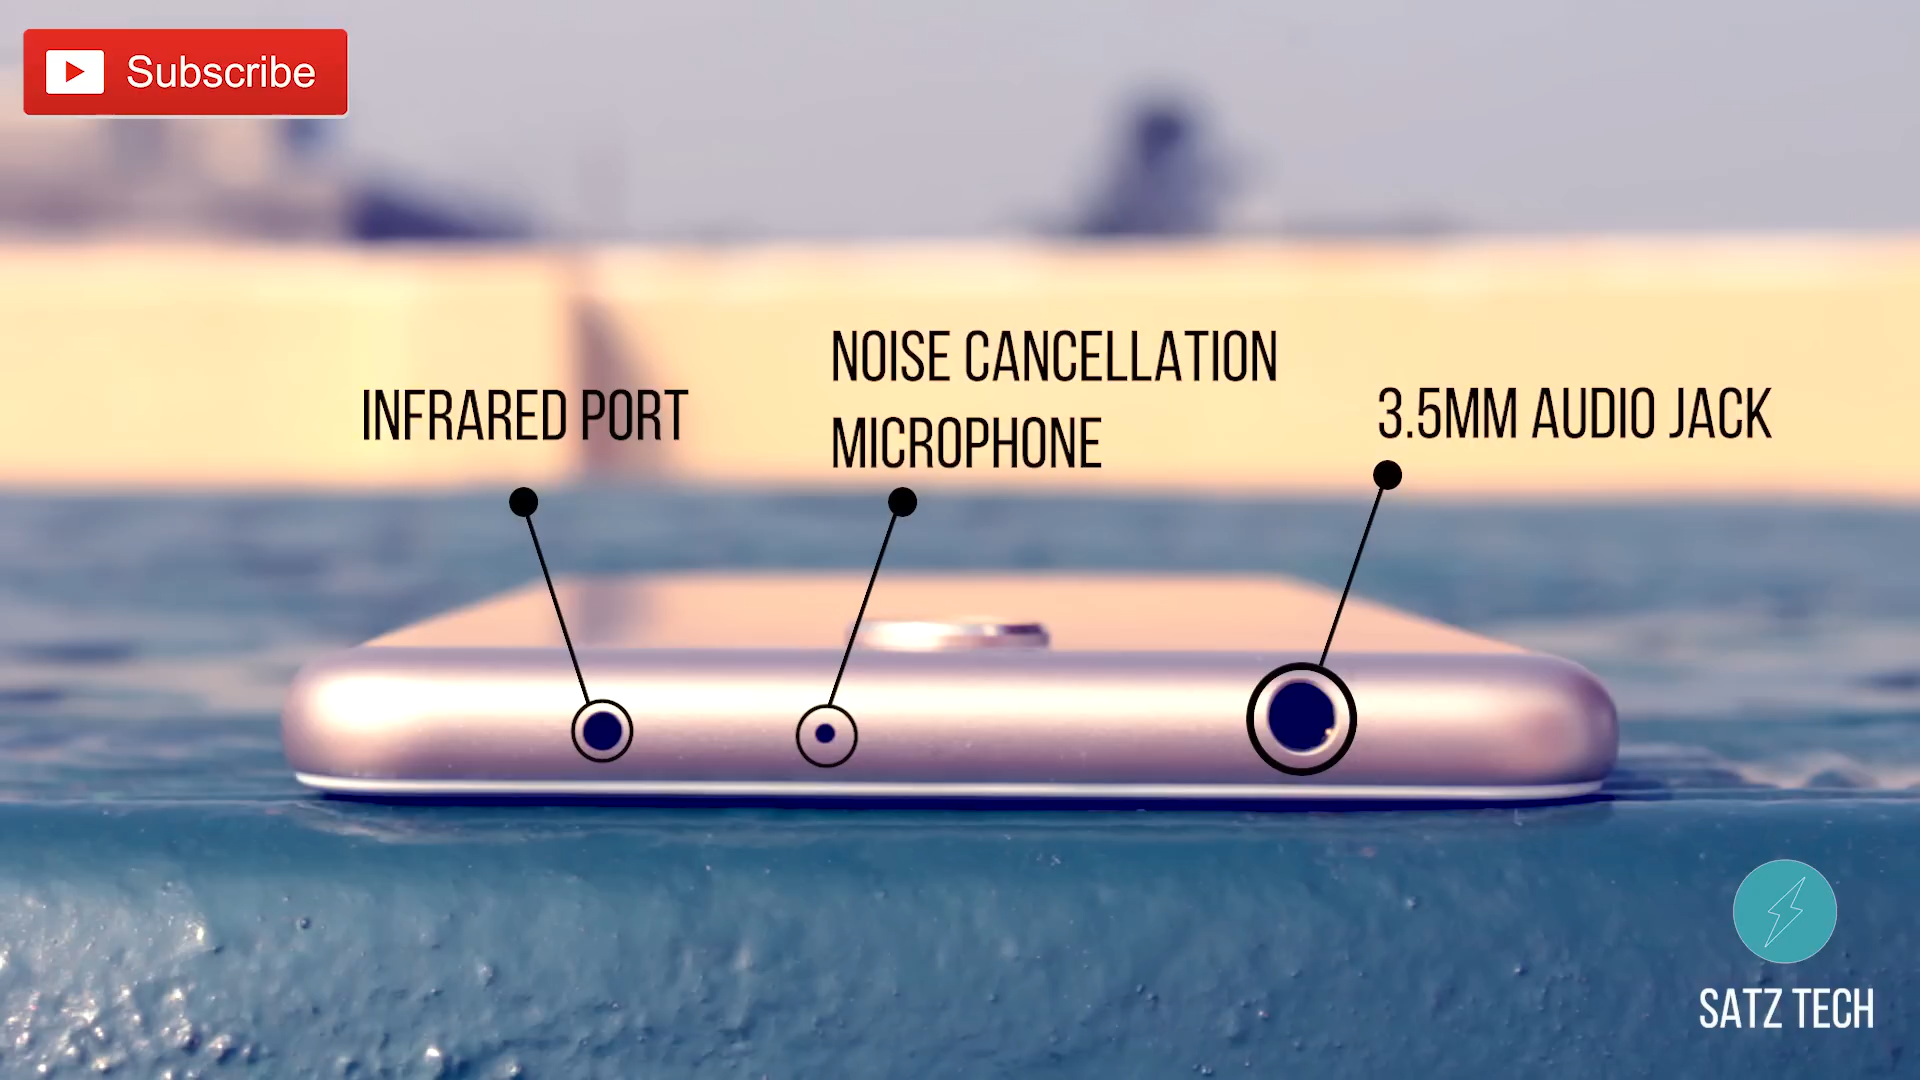 Subscribe
NOISE CANCELLATION
MICROPHONE
INFRARED PORT
3.5MM AUDIO JACK
SATZ TECH